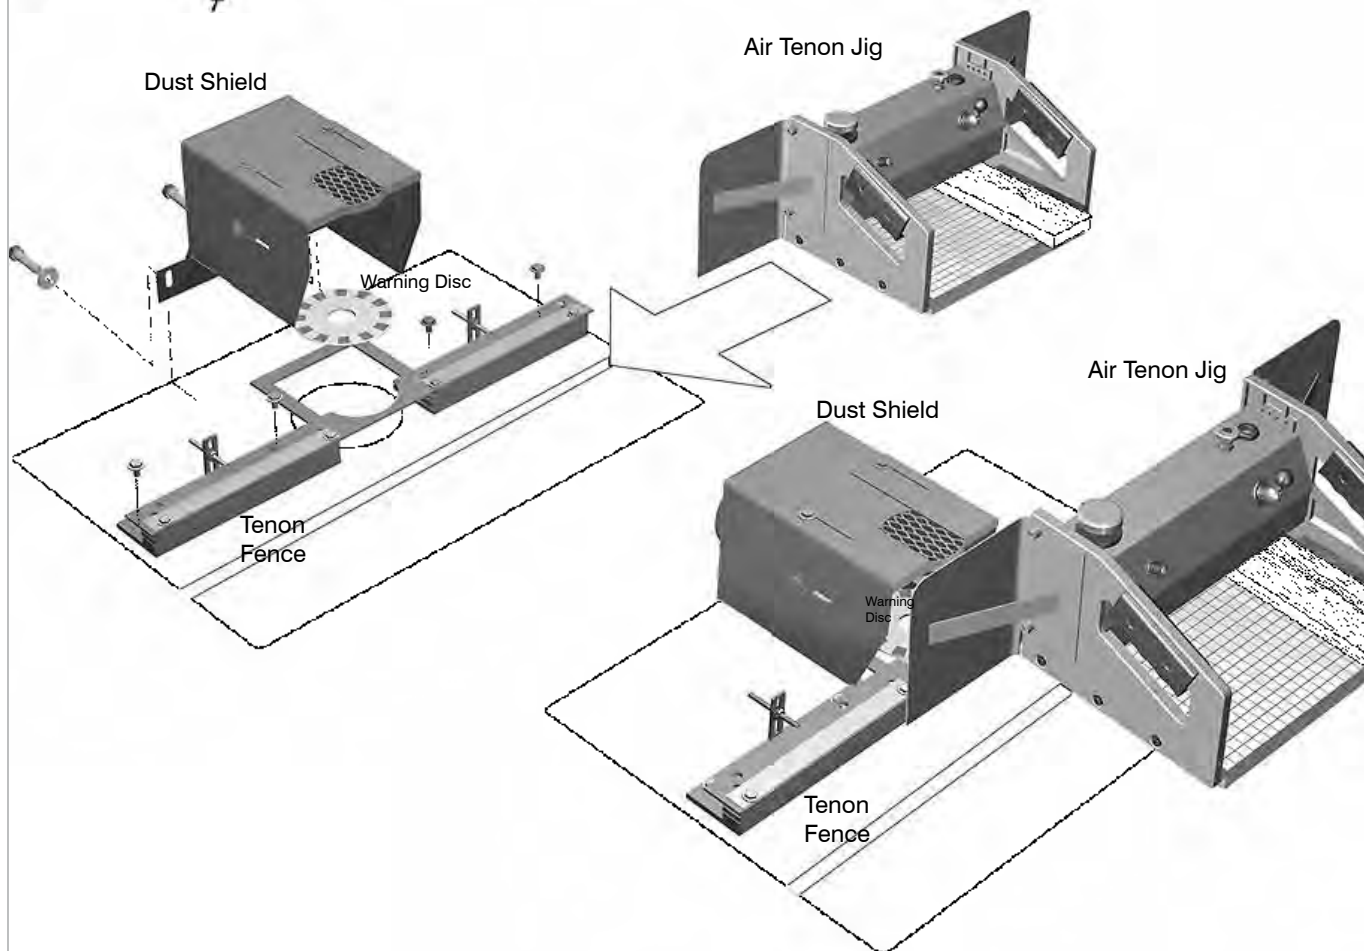 Air Tenon Jig
Dust Shield
Warning Disc
Tenon
Fence
Air Tenon Jig
Dust Shield
Warning
Disc
Tenon
Fence